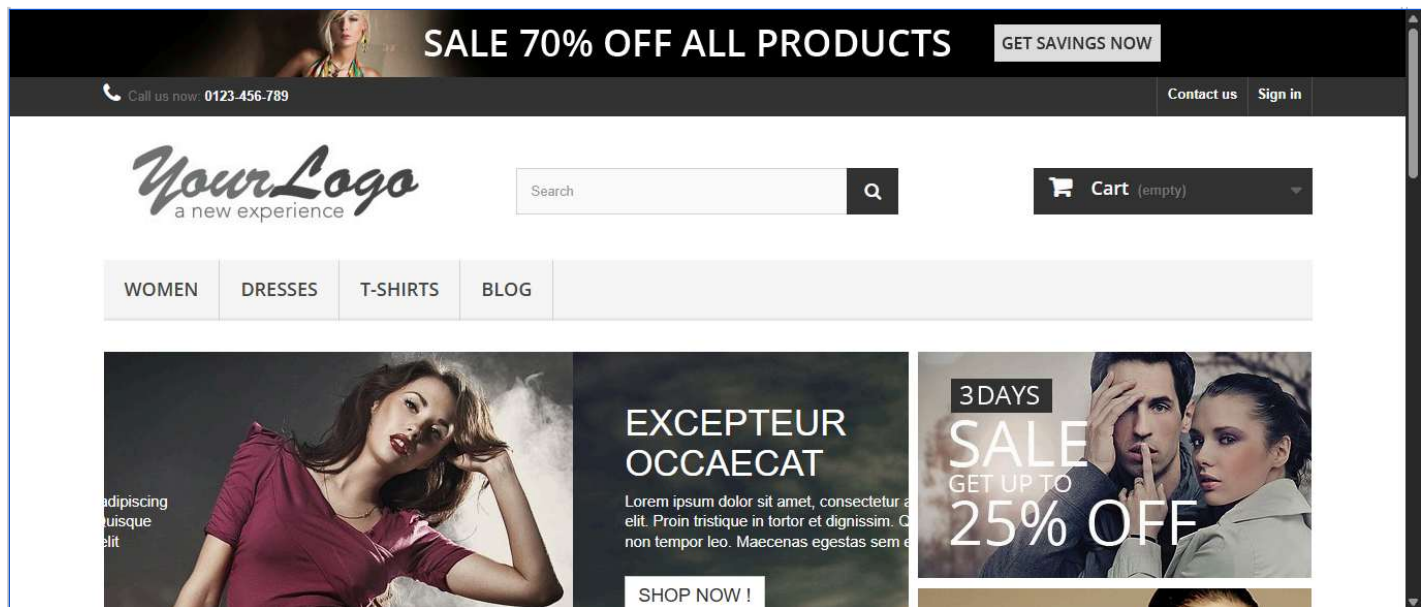 SALE 70% OFF ALL PRODUCTS
GET SAVINGS NOW
Call us now: 0123-456-789
Contact us
Sign in
YourLogo
a new experience
Search
Cart (empty)
WOMEN
DRESSES
T-SHIRTS
BLOG
adipiscing
uisque
elit
EXCEPTEUR
OCCAECAT
Lorem ipsum dolor sit amet, consectetur a
elit. Proin tristique in tortor et dignissim. Q
non tempor leo. Maecenas egestas sem e
SHOP NOW !
3 DAYS
SALE
GET UP TO
25% OFF